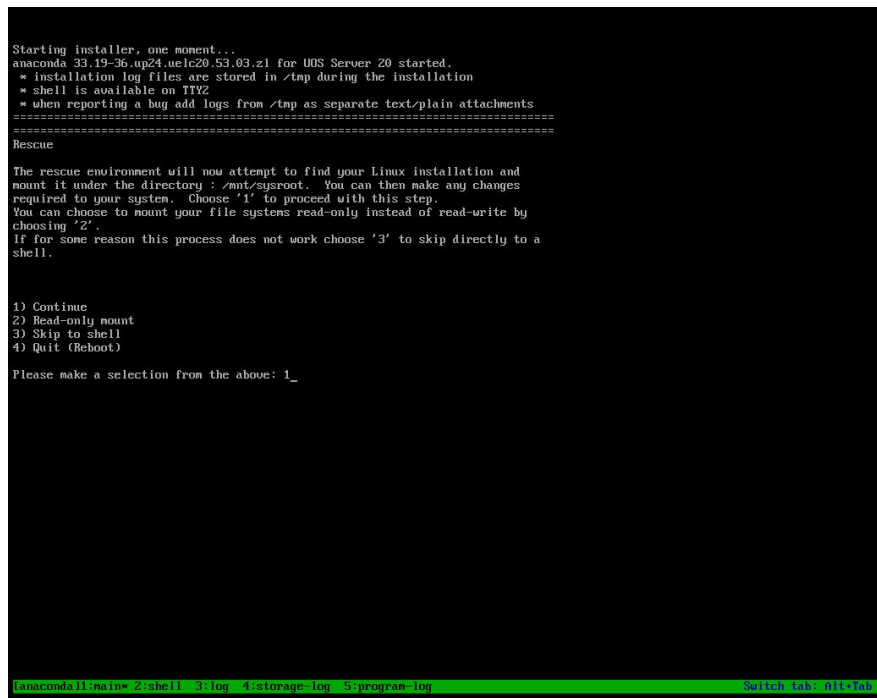 Starting installer, one moment...
anaconda 33.19-36.up24.uelc20.53.03.zl for UOS Server 20 started.
* installation log files are stored in /tmp during the installation
* shell is available on TTY2
* when reporting a bug add logs from /tmp as separate text/plain attachments
================================================================================
================================================================================
Rescue
The rescue environment will now attempt to find your Linux installation and
mount it under the directory : /mnt/sysroot.  You can then make any changes
required to your system.  Choose '1' to proceed with this step.
You can choose to mount your file systems read-only instead of read-write by
choosing '2'.
If for some reason this process does not work choose '3' to skip directly to a
shell.
1) Continue
2) Read-only mount
3) Skip to shell
4) Quit (Reboot)
Please make a selection from the above: 1_
[anaconda]1:main* 2:shell  3:log  4:storage-log  5:program-log Switch tab: Alt+Tab